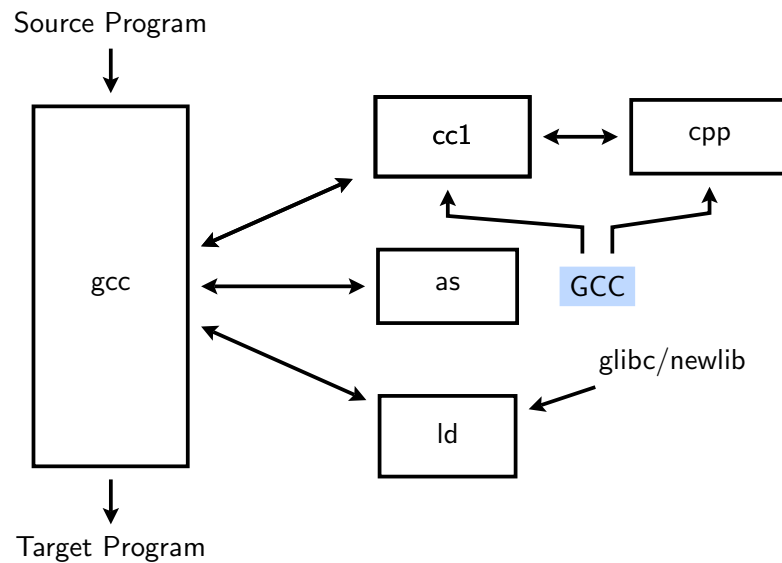 Source Program
cc1
cpp
gcc
as
GCC
glibc/newlib
ld
Target Program